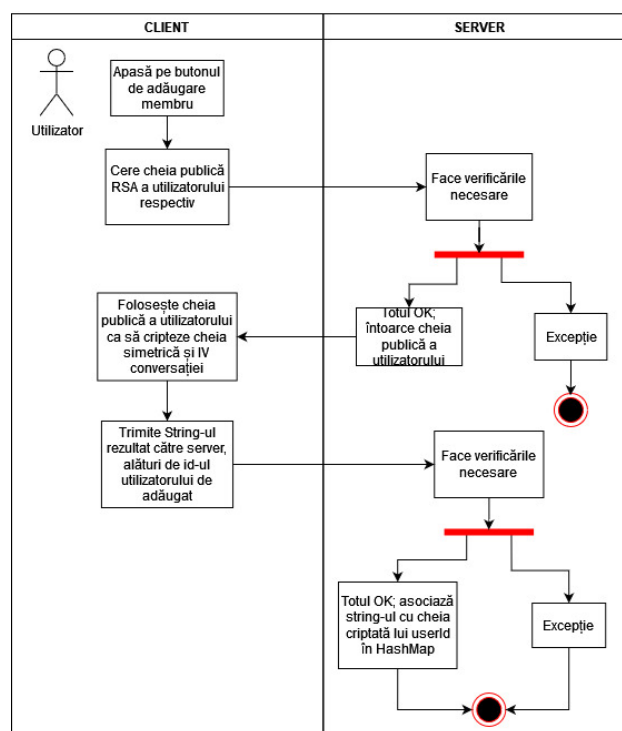 CLIENT
SERVER
Utilizator
Apasă pe butonul
de adăugare
membru
Cere cheia publică
RSA a utilizatorului
respectiv
Face verificările
necesare
Totul OK;
întoarce cheia
publică a
utilizatorului
Excepție
Folosește cheia
publică a utilizatorului
ca să cripteze cheia
simetrică și IV
conversației
Trimite String-ul
rezultat către server,
alături de id-ul
utilizatorului de
adăugat
Face verificările
necesare
Totul OK; asociază
string-ul cu cheia
criptată lui userId
în HashMap
Excepție